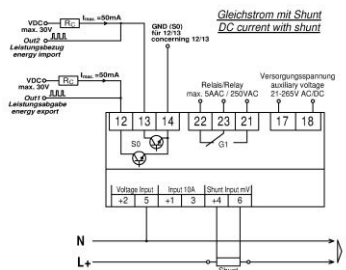 Gleichstrom mit Shunt
DC current with shunt
VDC
max. 30V
RC
Imax.=50mA
Out2
Leistungsbezug
energy import
GND (S0)
für 12/13
concerning 12/13
VDC
max. 30V
RC
Imax.=50mA
Out1
Leistungsabgabe
energy export
Relais/Relay
max. 5AAC / 250VAC
Versorgungsspannung
auxiliary voltage
21-265V AC/DC
12 13 14 22 23 21 17 18
S0
G1
Voltage Input Input 10A Shunt Input mV
+2 5 +1 3 +4 6
N
L+
Shunt